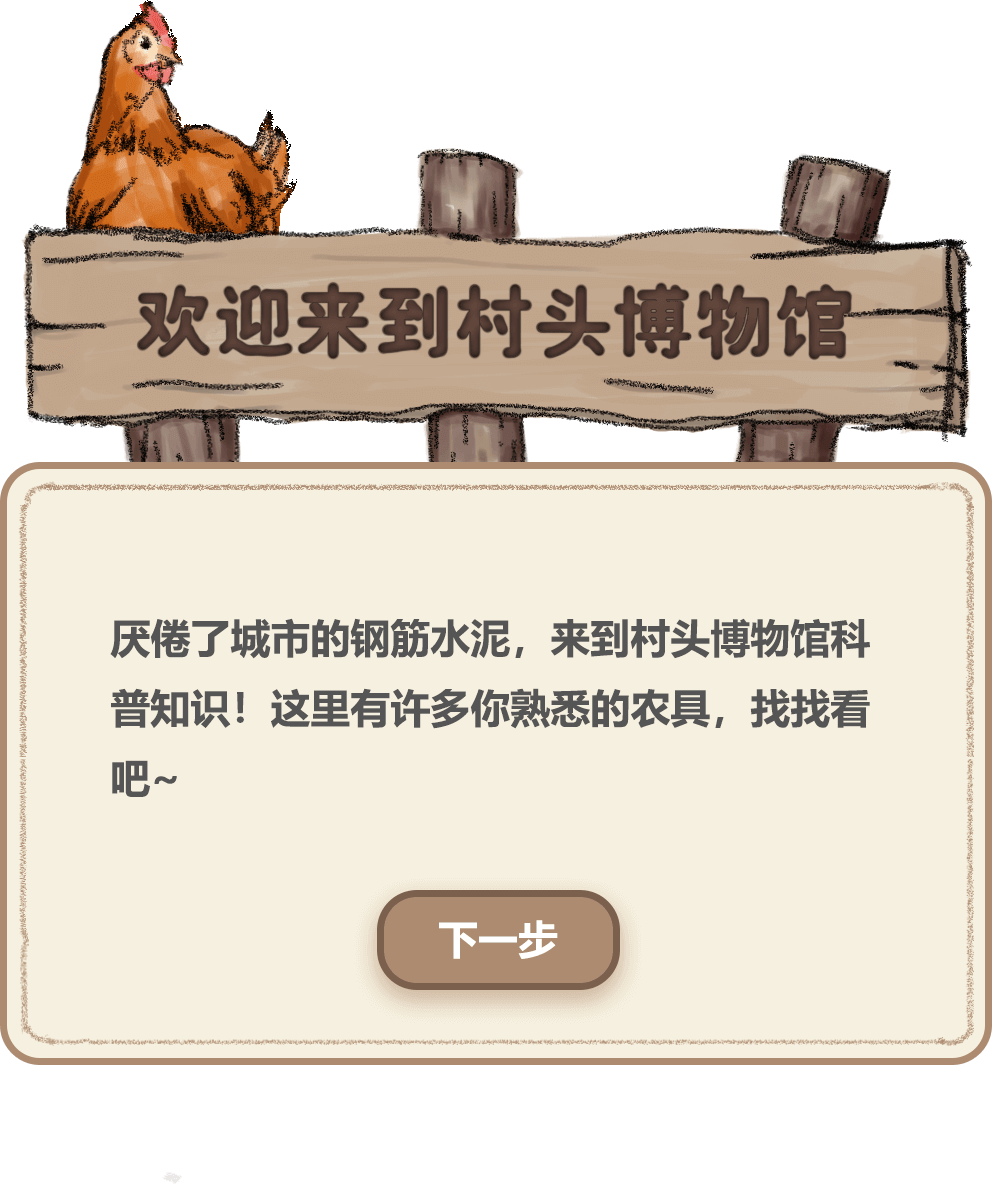 欢迎来到村头博物馆
厌倦了城市的钢筋水泥，来到村头博物馆科
普知识！这里有许多你熟悉的农具，找找看
吧~
下一步